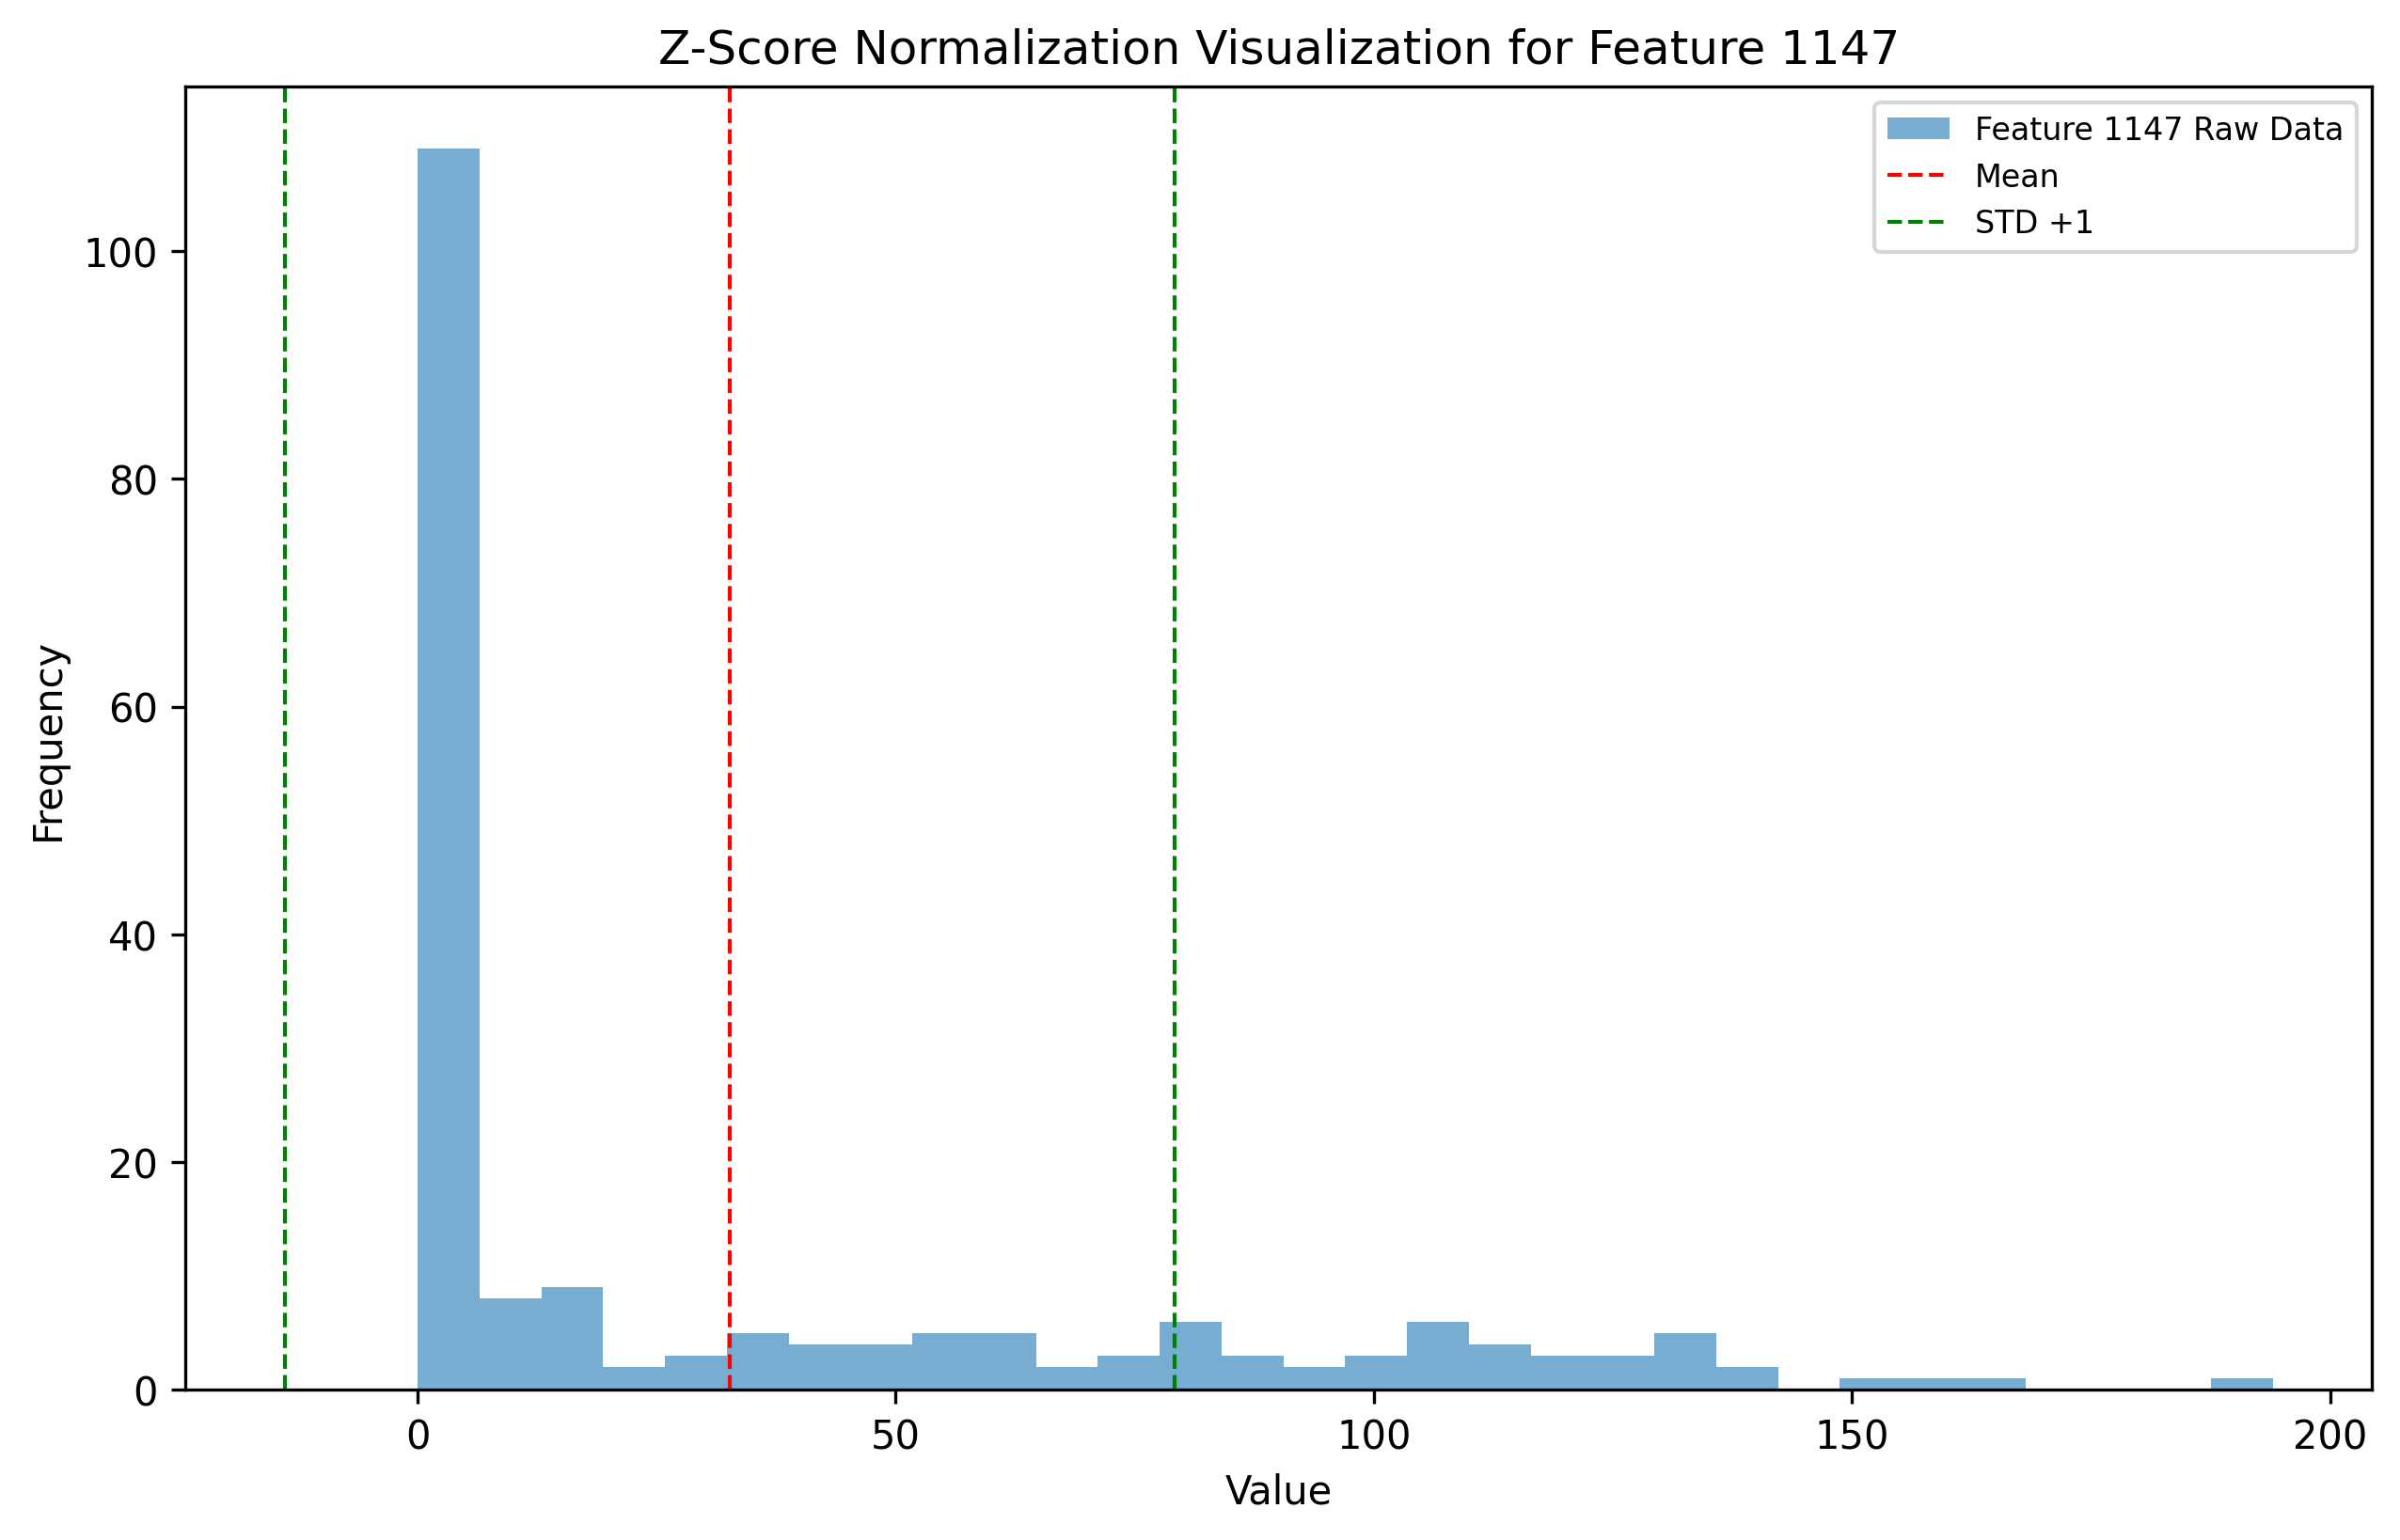 Z-Score Normalization Visualization for Feature 1147
Feature 1147 Raw Data
Mean
STD +1
100
80
60
40
20
0
Frequency
0
50
100
150
200
Value